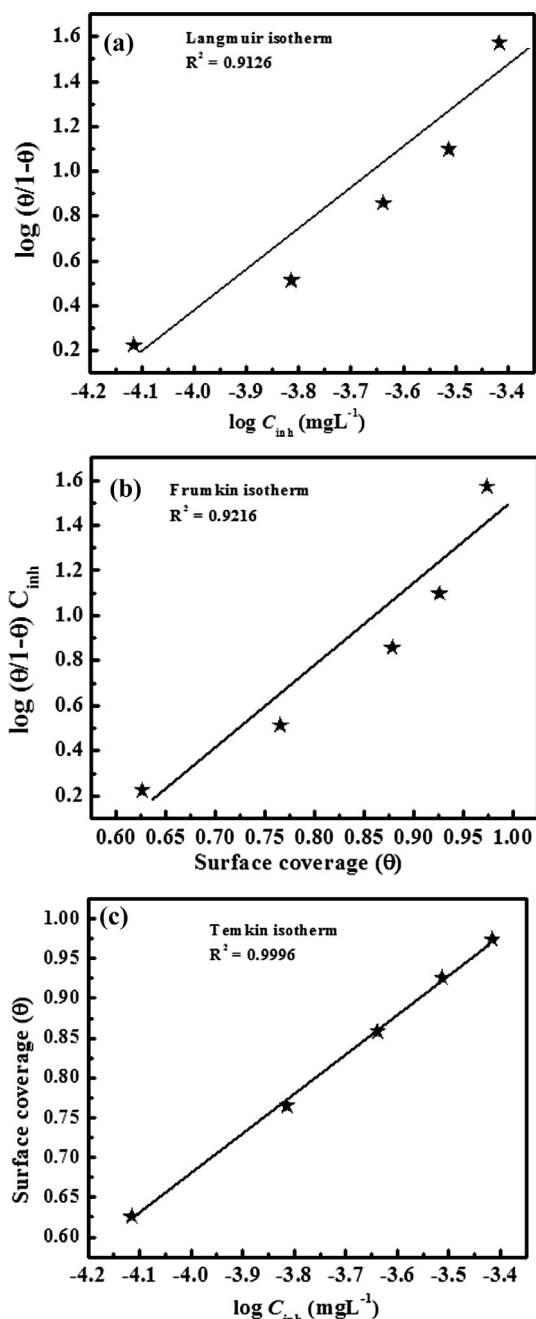 (a)
Langmuir isotherm
R² = 0.9126
log (θ/1-θ)
1.6
1.4
1.2
1.0
0.8
0.6
0.4
0.2
-4.2 -4.1 -4.0 -3.9 -3.8 -3.7 -3.6 -3.5 -3.4
log C_inh (mgL⁻¹)
(b)
Frumkin isotherm
R² = 0.9216
log (θ/1-θ) C_inh
1.6
1.4
1.2
1.0
0.8
0.6
0.4
0.2
0.60 0.65 0.70 0.75 0.80 0.85 0.90 0.95 1.00
Surface coverage (θ)
(c)
Temkin isotherm
R² = 0.9996
Surface coverage (θ)
1.00
0.95
0.90
0.85
0.80
0.75
0.70
0.65
0.60
-4.2 -4.1 -4.0 -3.9 -3.8 -3.7 -3.6 -3.5 -3.4
log C_inh (mgL⁻¹)